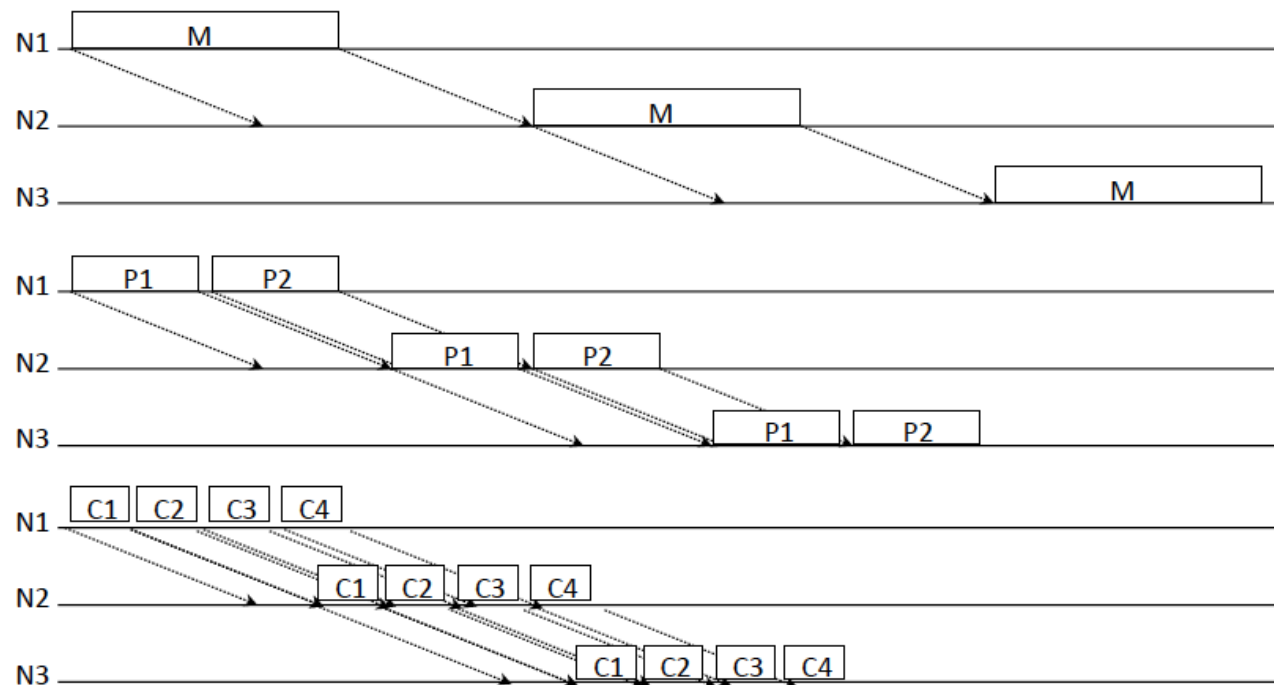 N1 M
N2 M
N3 M
N1 P1 P2
N2 P1 P2
N3 P1 P2
N1 C1 C2 C3 C4
N2 C1 C2 C3 C4
N3 C1 C2 C3 C4